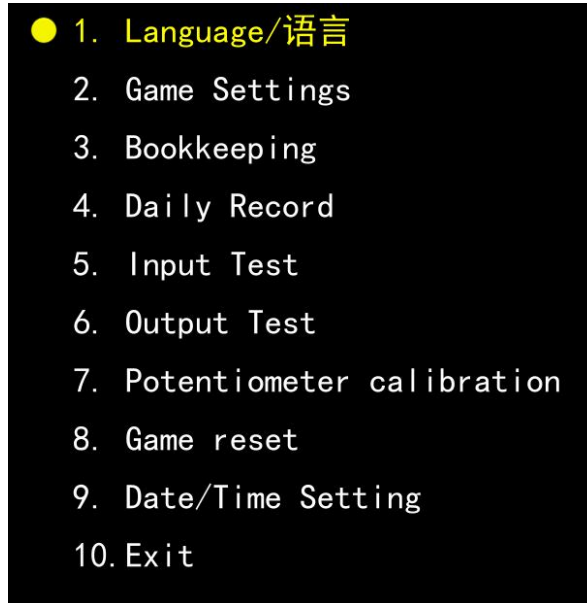 1. Language/语言
2. Game Settings
3. Bookkeeping
4. Daily Record
5. Input Test
6. Output Test
7. Potentiometer calibration
8. Game reset
9. Date/Time Setting
10. Exit